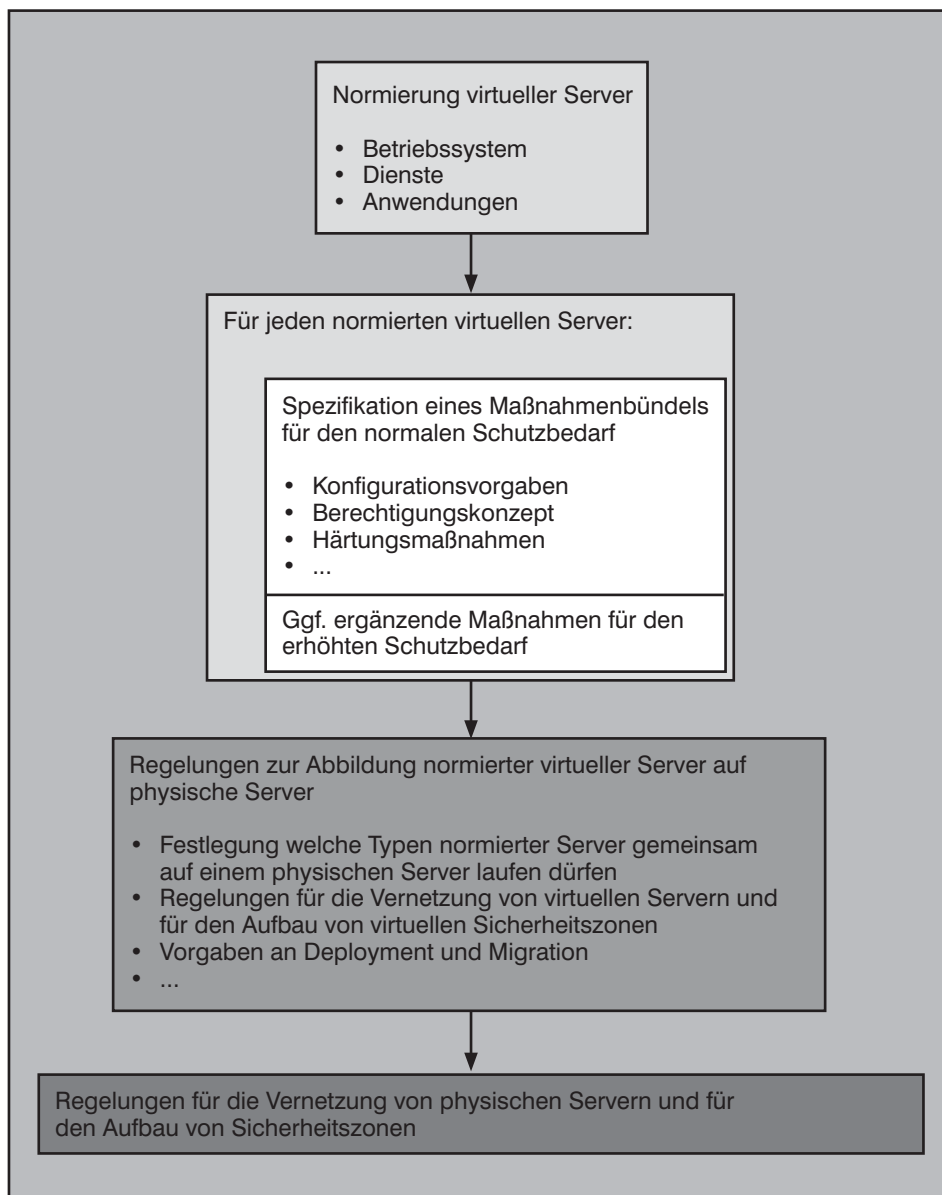 Normierung virtueller Server
• Betriebssystem
• Dienste
• Anwendungen
Für jeden normierten virtuellen Server:
Spezifikation eines Maßnahmenbündels
für den normalen Schutzbedarf
• Konfigurationsvorgaben
• Berechtigungskonzept
• Härtungsmaßnahmen
• ...
Ggf. ergänzende Maßnahmen für den
erhöhten Schutzbedarf
Regelungen zur Abbildung normierter virtueller Server auf
physische Server
• Festlegung welche Typen normierter Server gemeinsam
auf einem physischen Server laufen dürfen
• Regelungen für die Vernetzung von virtuellen Servern und
für den Aufbau von virtuellen Sicherheitszonen
• Vorgaben an Deployment und Migration
• ...
Regelungen für die Vernetzung von physischen Servern und für
den Aufbau von Sicherheitszonen